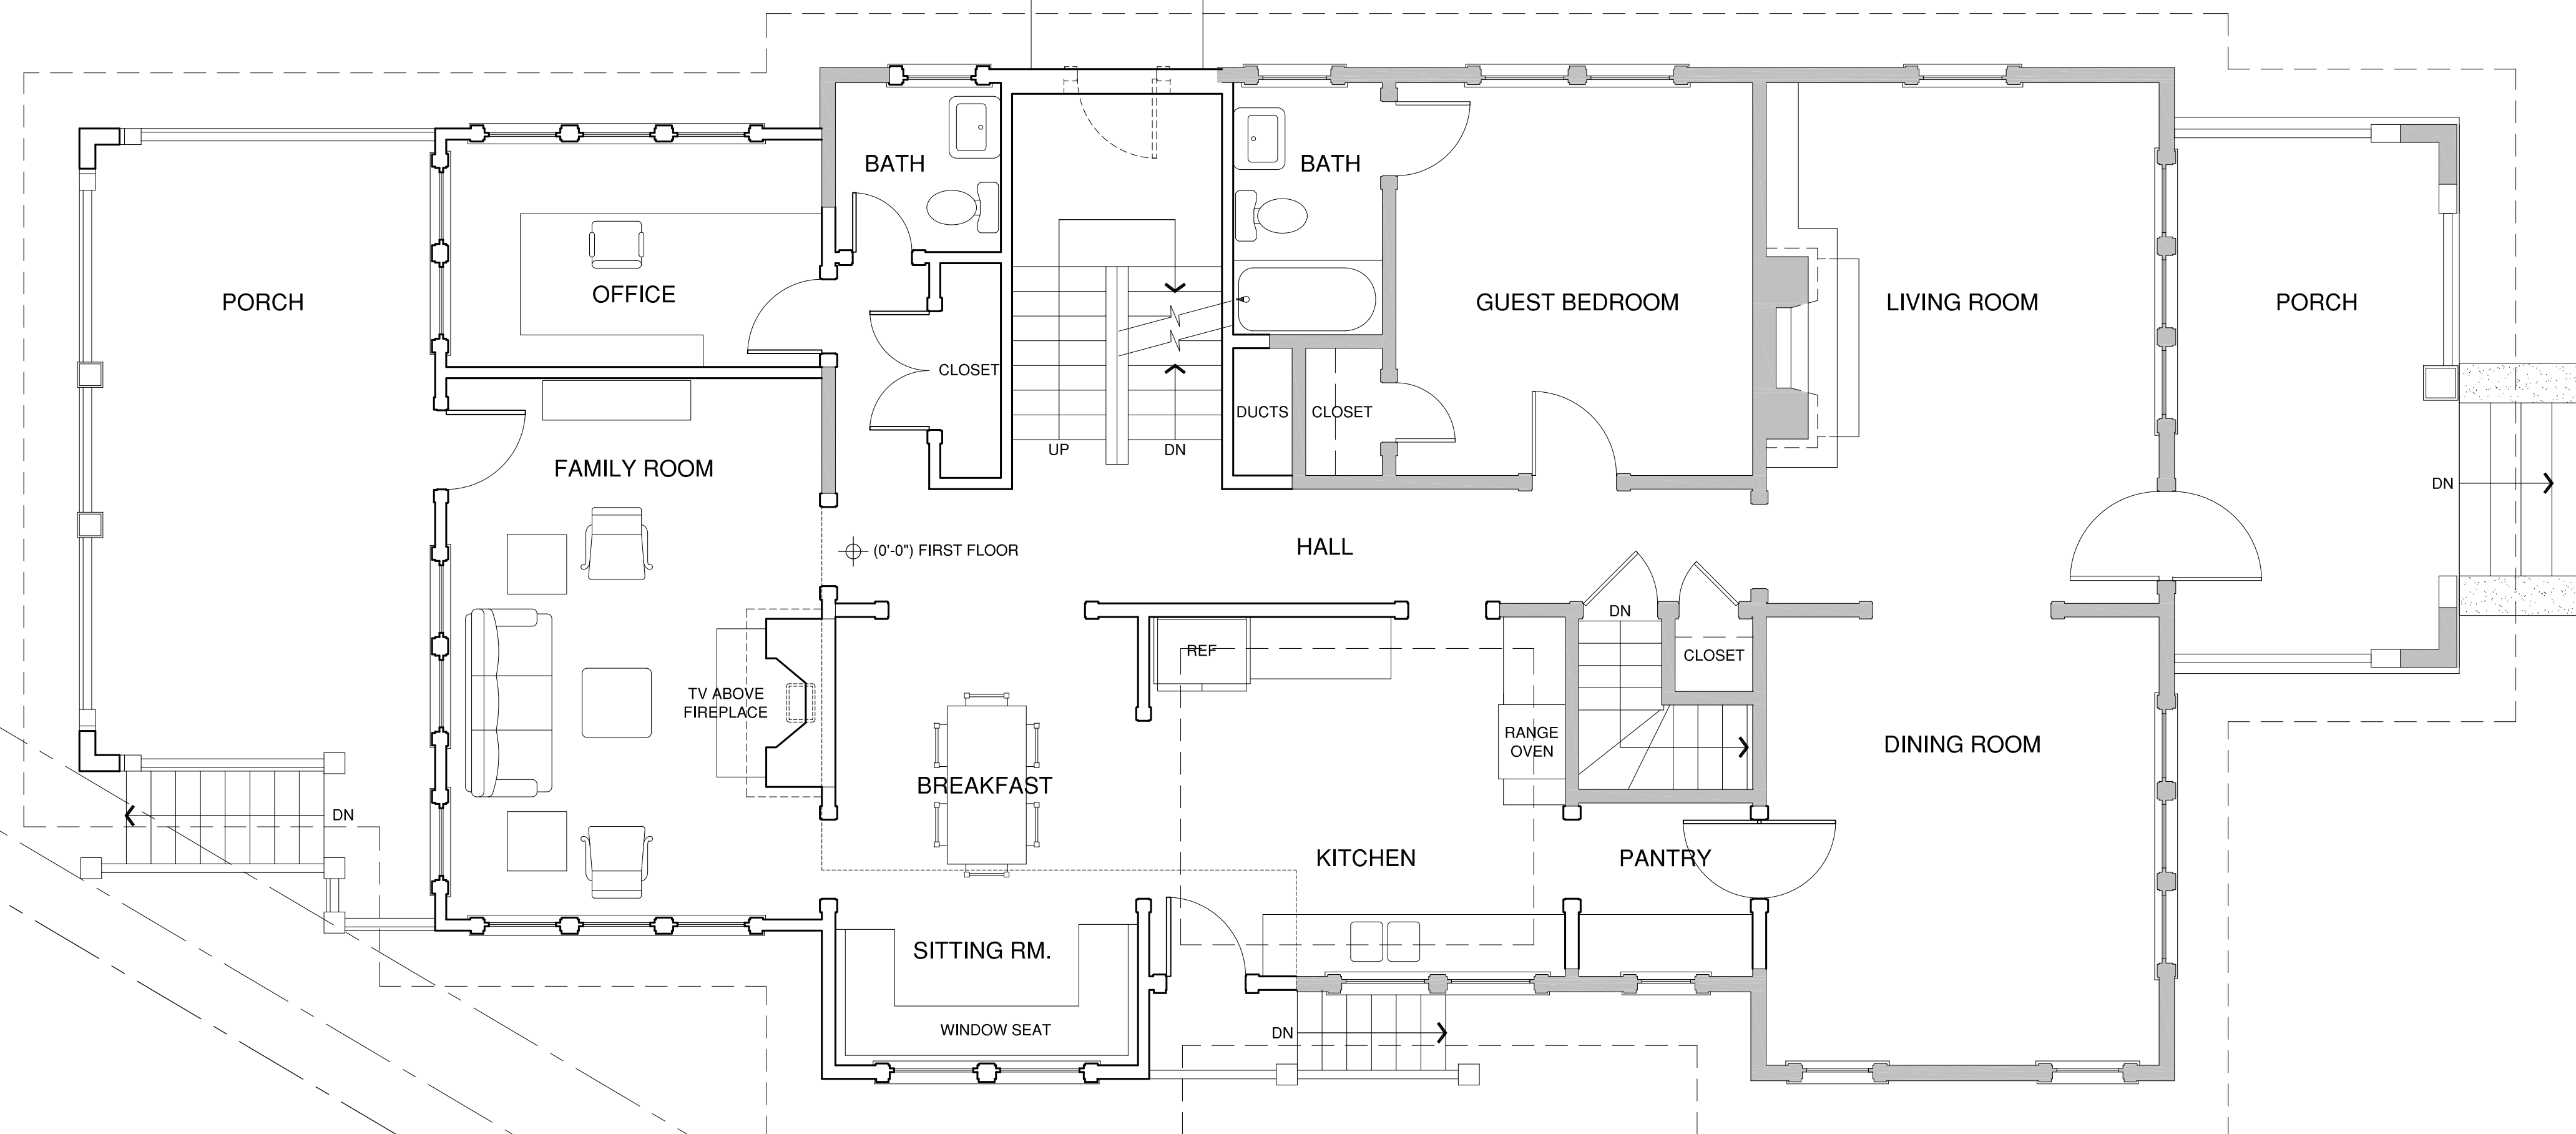 BATH
BATH
OFFICE
PORCH
GUEST BEDROOM
LIVING ROOM
PORCH
CLOSET
DUCTS
CLOSET
UP
DN
FAMILY ROOM
DN
(0'-0") FIRST FLOOR
HALL
DN
REF
CLOSET
TV ABOVE
FIREPLACE
RANGE
OVEN
DINING ROOM
BREAKFAST
DN
KITCHEN
PANTRY
SITTING RM.
WINDOW SEAT
DN